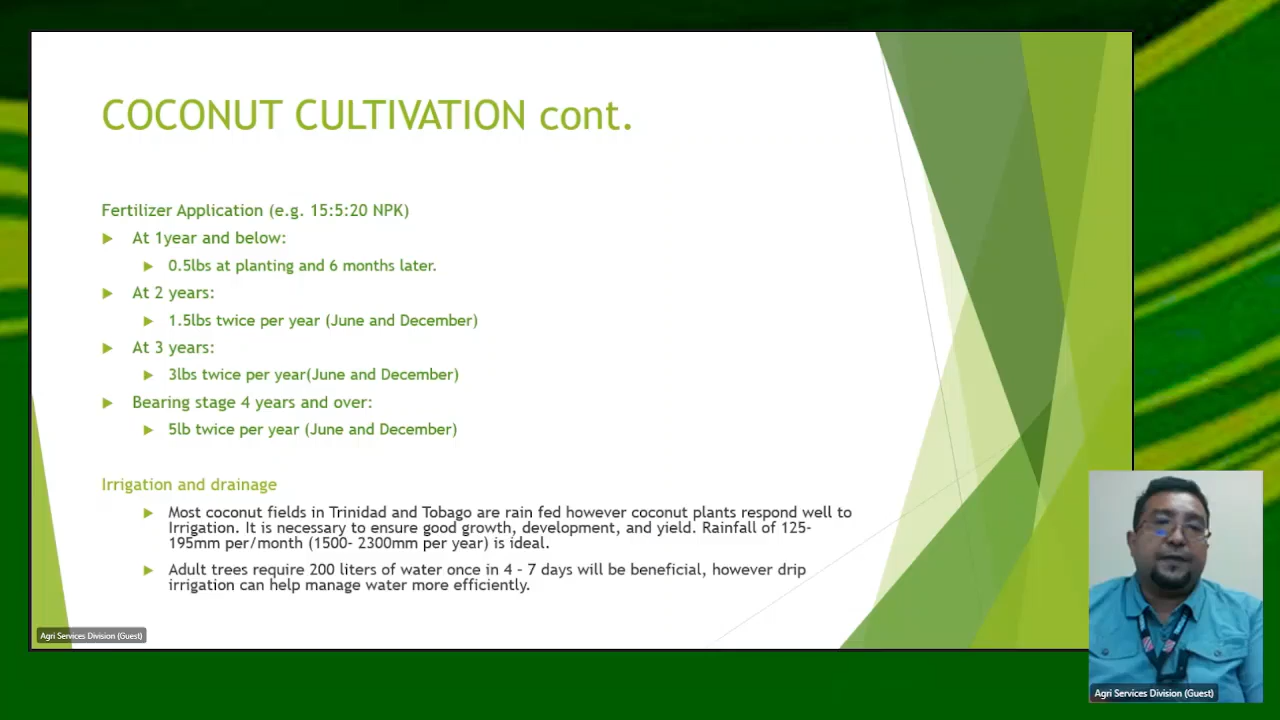 COCONUT CULTIVATION cont.
Fertilizer Application (e.g. 15:5:20 NPK)
At 1year and below:
0.5lbs at planting and 6 months later.
At 2 years:
1.5lbs twice per year (June and December)
At 3 years:
3lbs twice per year(June and December)
Bearing stage 4 years and over:
5lb twice per year (June and December)
Irrigation and drainage
Most coconut fields in Trinidad and Tobago are rain fed however coconut plants respond well to
Irrigation. It is necessary to ensure good growth, development, and yield. Rainfall of 125-
195mm per/month (1500- 2300mm per year) is ideal.
Adult trees require 200 liters of water once in 4 – 7 days will be beneficial, however drip
irrigation can help manage water more efficiently.
Agri Services Division (Guest)
Agri Services Division (Guest)